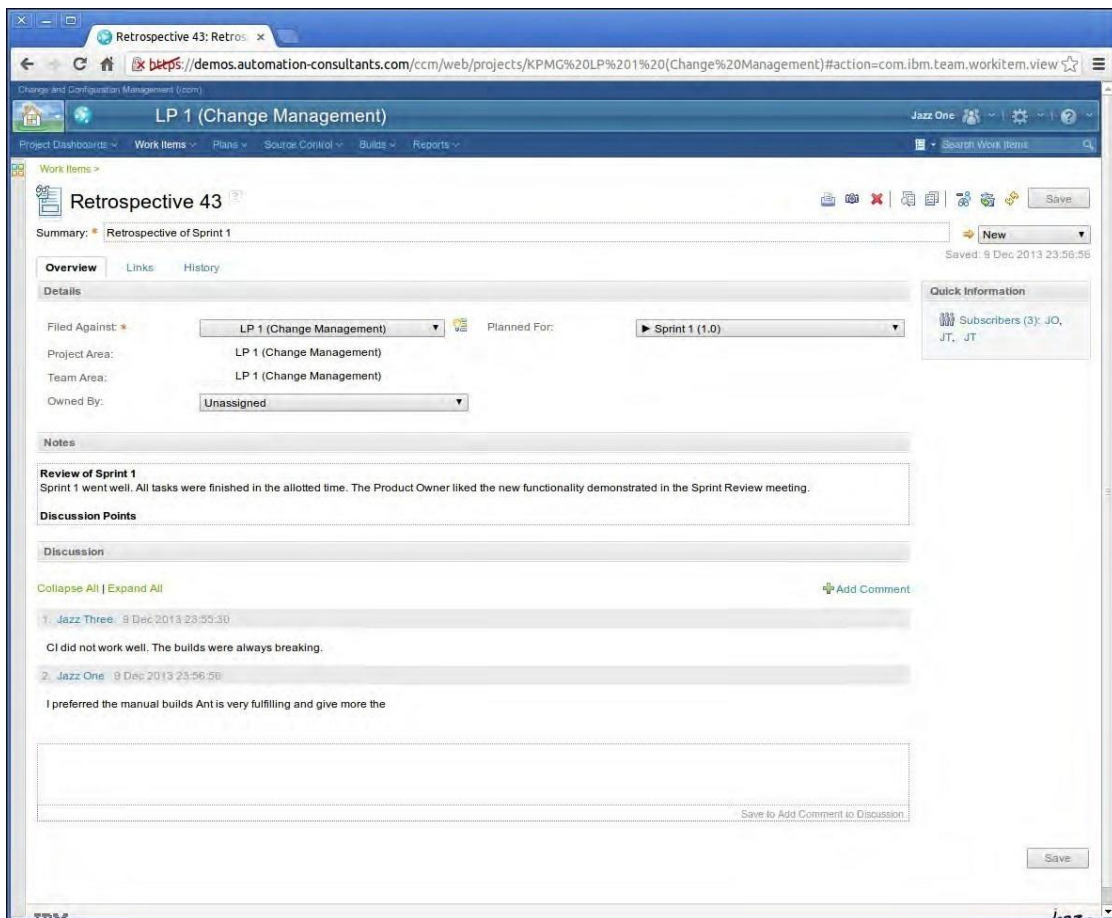 Retrospective 43: Retros
https://demos.automation-consultants.com/ccm/web/projects/KPMG%20LP%201%20(Change%20Management)#action=com.ibm.team.workitem.view
Change and Configuration Management (/ccm)
LP 1 (Change Management) Jazz One
Project Dashboards Work Items Plans Source Control Builds Reports Search Work Items
Work Items >
Retrospective 43 ? Save
Summary: * Retrospective of Sprint 1 New
Saved: 9 Dec 2013 23:56:56
Overview Links History
Details Quick Information
Filed Against: * LP 1 (Change Management) Planned For: ▶ Sprint 1 (1.0) Subscribers (3): JO,
JT, JT
Project Area: LP 1 (Change Management)
Team Area: LP 1 (Change Management)
Owned By: Unassigned
Notes
Review of Sprint 1
Sprint 1 went well. All tasks were finished in the allotted time. The Product Owner liked the new functionality demonstrated in the Sprint Review meeting.
Discussion Points
Discussion
Collapse All | Expand All Add Comment
1. Jazz Three 9 Dec 2013 23:55:30
CI did not work well. The builds were always breaking.
2. Jazz One 9 Dec 2013 23:56:56
I preferred the manual builds Ant is very fulfilling and give more the
Save to Add Comment to Discussion
Save